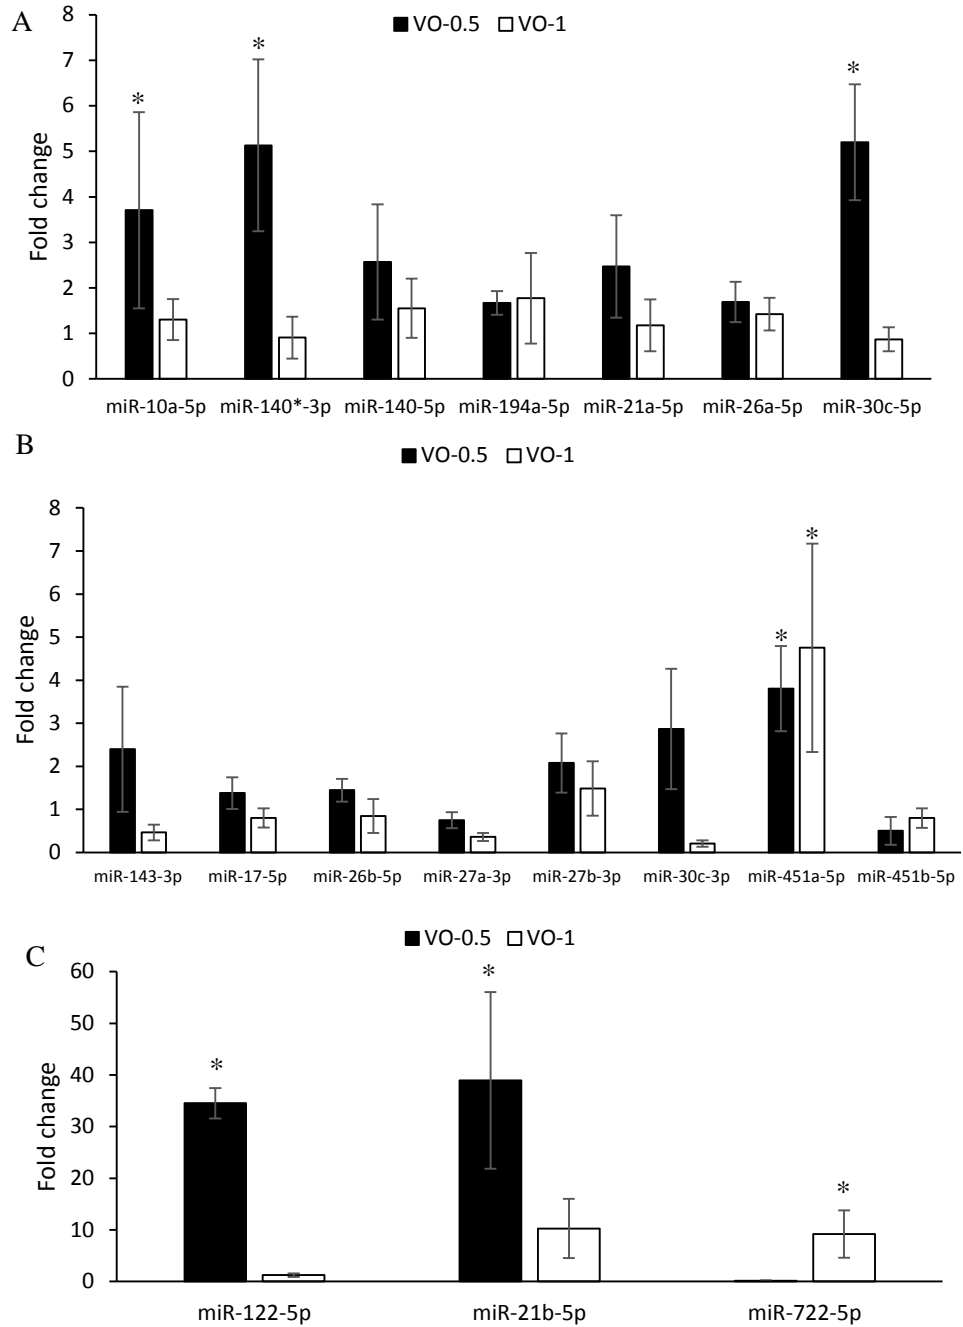 A
VO-0.5 VO-1
8
7
6
5
4
3
2
1
0
Fold change
* * *
miR-10a-5p miR-140*-3p miR-140-5p miR-194a-5p miR-21a-5p miR-26a-5p miR-30c-5p
B
VO-0.5 VO-1
8
7
6
5
4
3
2
1
0
Fold change
* *
miR-143-3p miR-17-5p miR-26b-5p miR-27a-3p miR-27b-3p miR-30c-3p miR-451a-5p miR-451b-5p
C
VO-0.5 VO-1
60
50
40
30
20
10
0
Fold change
* * *
miR-122-5p miR-21b-5p miR-722-5p